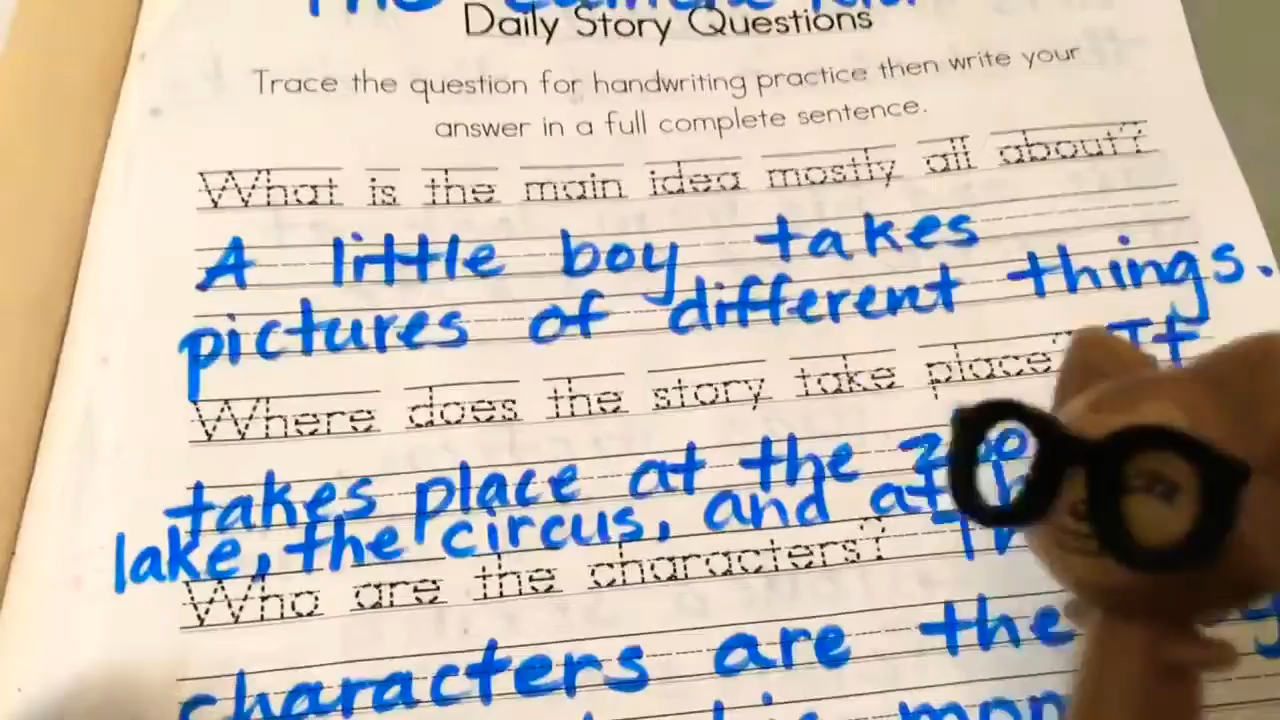 The
Daily Story Questions
Trace the question for handwriting practice then write your
answer in a full complete sentence.
What is the main idea mostly all about?
A little boy takes
pictures of different things.
Where does the story take place? It
takes place at the
lake, the circus, and at
Who are the characters?
characters are the